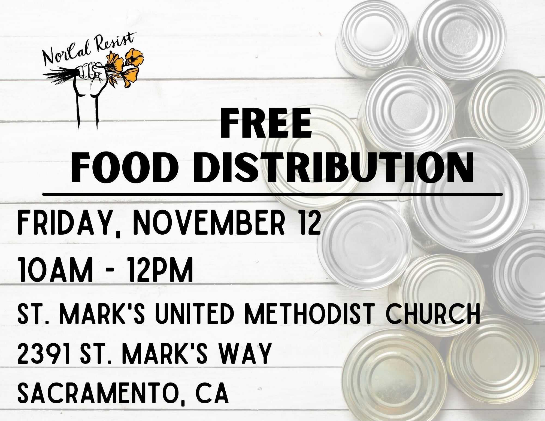 NorCal Resist
FREE
FOOD DISTRIBUTION
FRIDAY, NOVEMBER 12
10AM - 12PM
ST. MARK'S UNITED METHODIST CHURCH
2391 ST. MARK'S WAY
SACRAMENTO, CA